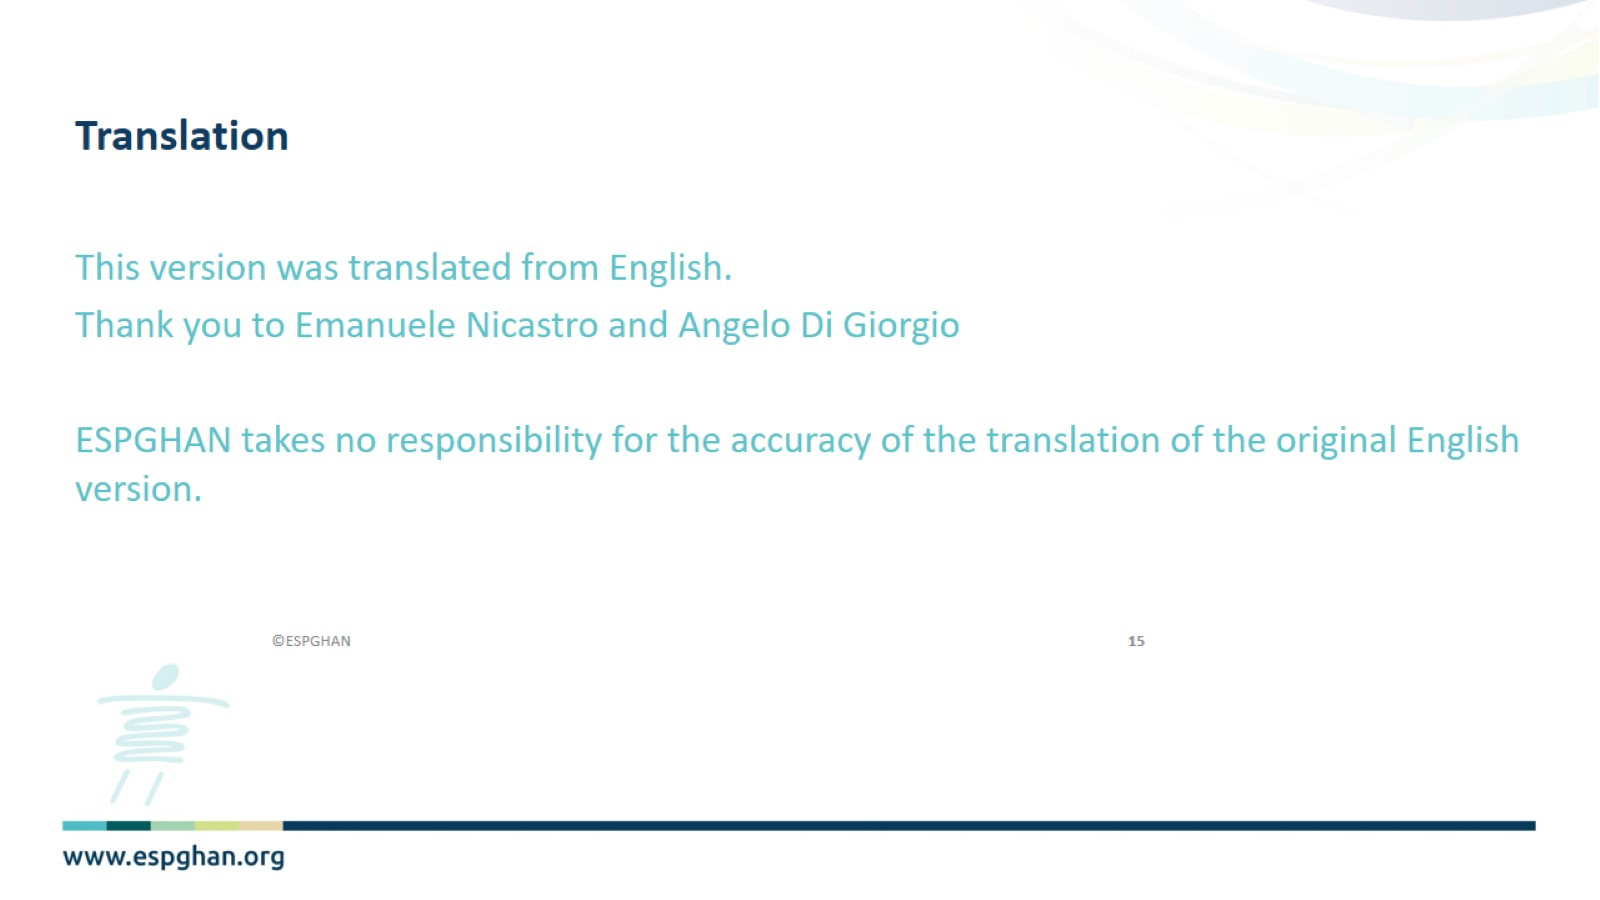 Translation
This version was translated from English.
Thank you to Emanuele Nicastro and Angelo Di Giorgio
ESPGHAN takes no responsibility for the accuracy of the translation of the original English
version.
©ESPGHAN
15
www.espghan.org